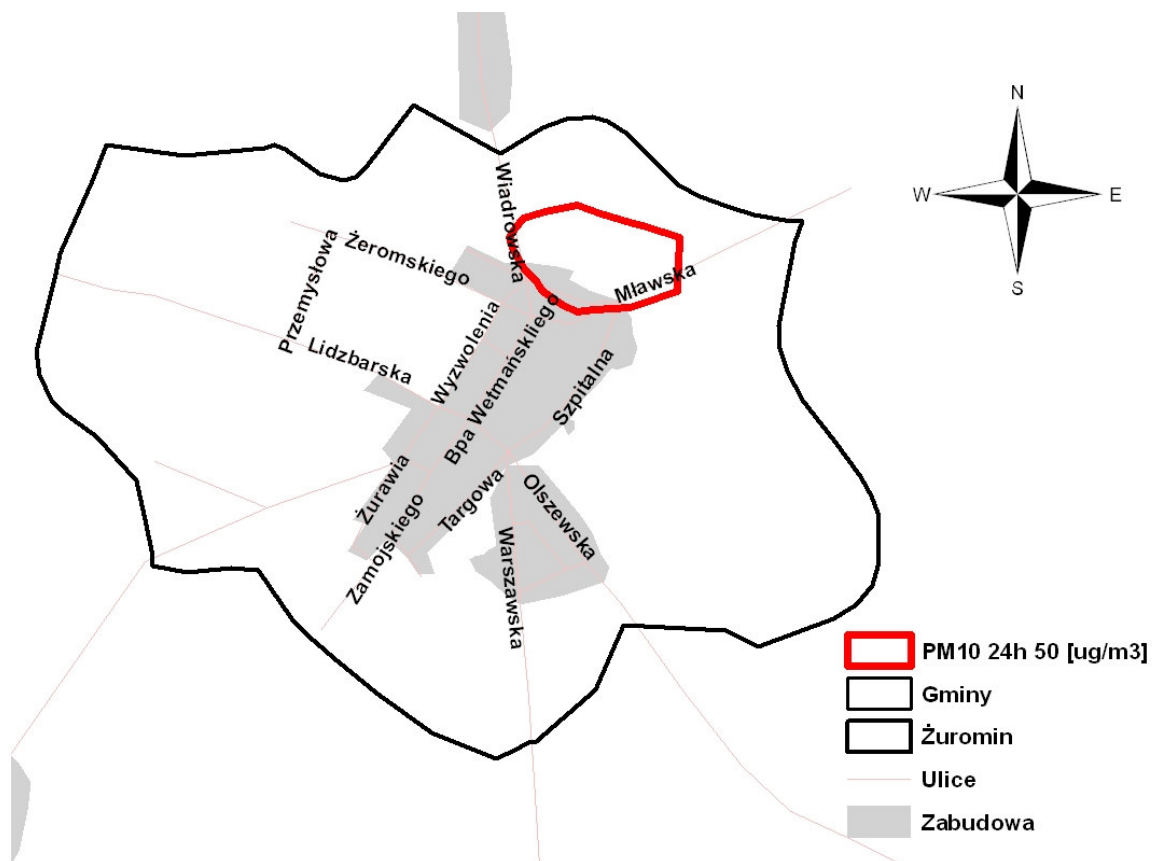 N
W
E
S
Wiadrowska
Żeromskiego
Przemysłowa
Mławska
Lidzbarska
Wyzwolenia
Bpa Wetmańskliego
Szpitalna
Żurawia
Zamojskiego
Targowa
Olszewska
Warszawska
PM10 24h 50 [ug/m3]
Gminy
Żuromin
Ulice
Zabudowa